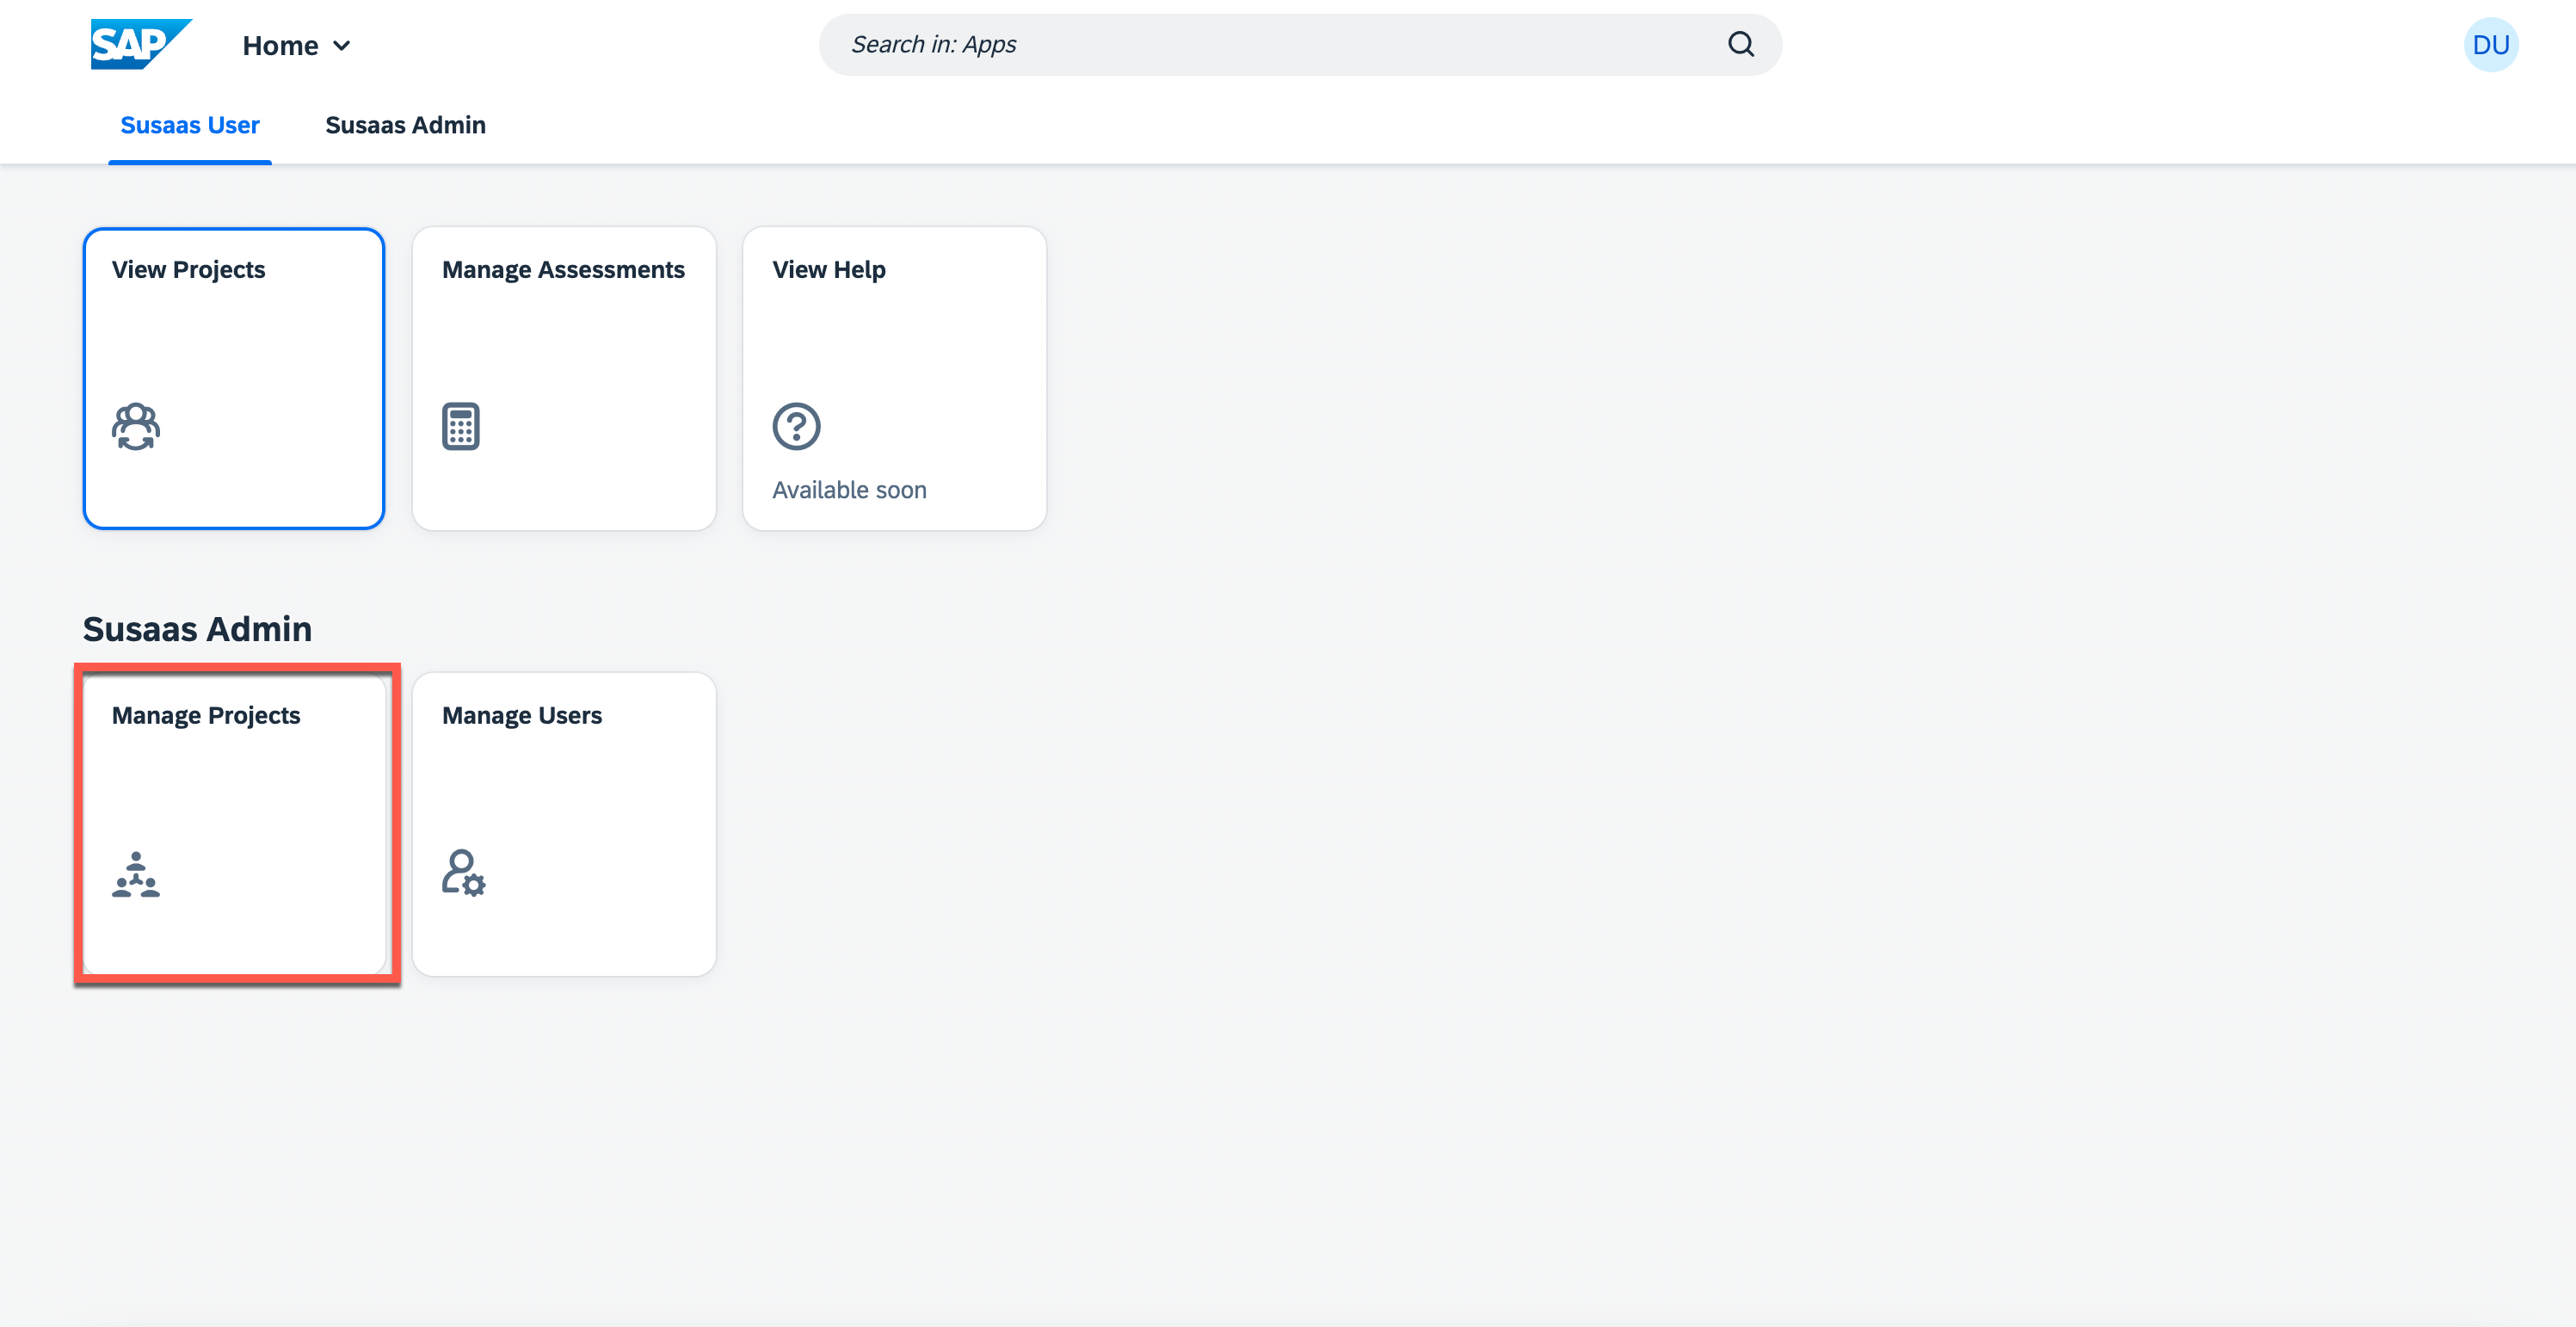 SAP
Home
Search in: Apps
DU
Susaas User
Susaas Admin
View Projects
Manage Assessments
View Help
Available soon
Susaas Admin
Manage Projects
Manage Users